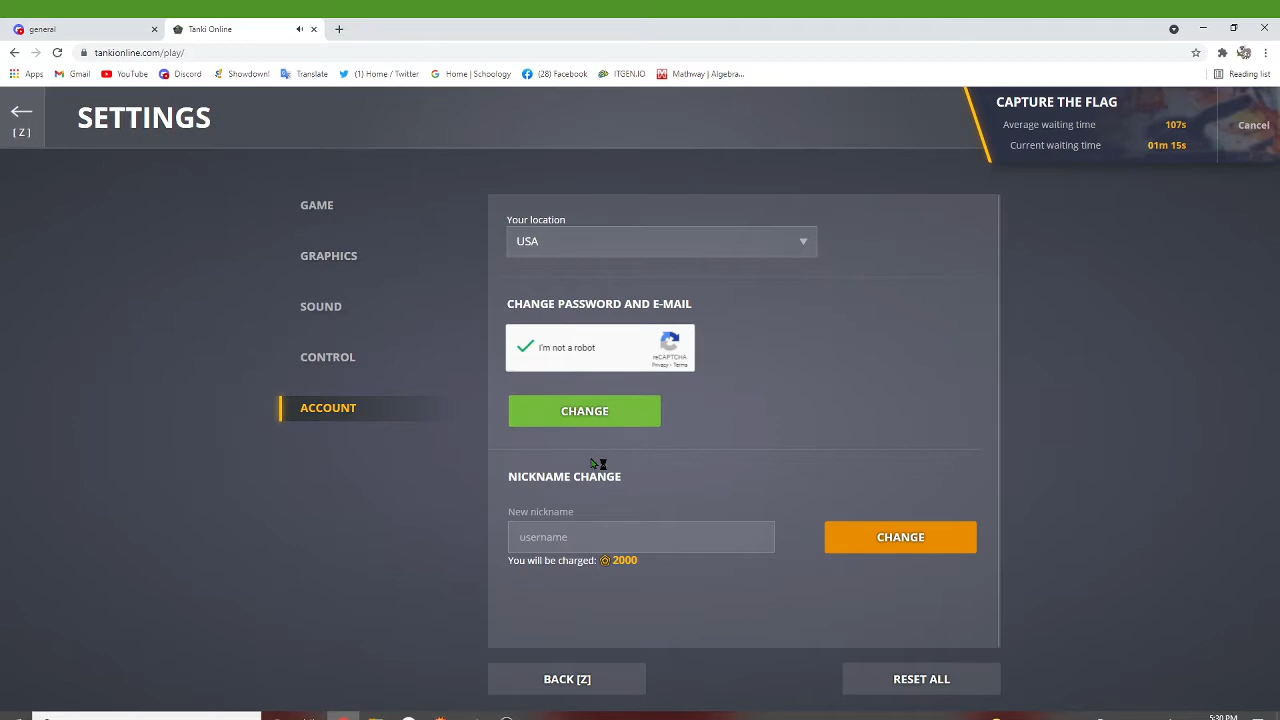 general
Tanki Online
tankionline.com/play/
Apps Gmail YouTube Discord Showdown! Translate (1) Home / Twitter Home | Schoology (28) Facebook ITGEN.IO Mathway | Algebra... Reading list
[ Z ]
SETTINGS
CAPTURE THE FLAG
Average waiting time 107s
Current waiting time 01m 15s
Cancel
GAME
GRAPHICS
SOUND
CONTROL
ACCOUNT
Your location
USA
CHANGE PASSWORD AND E-MAIL
I'm not a robot
reCAPTCHA
Privacy - Terms
CHANGE
NICKNAME CHANGE
New nickname
username
CHANGE
You will be charged: 2000
BACK [Z]
RESET ALL
5:30 PM